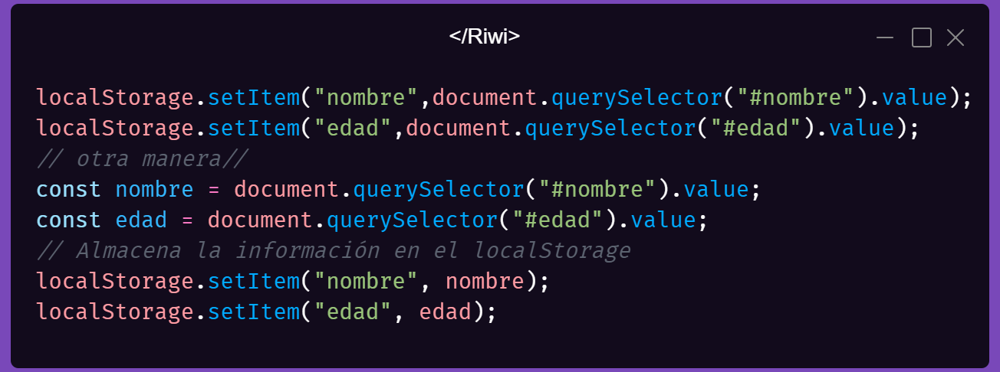 </Riwi>
localStorage.setItem("nombre",document.querySelector("#nombre").value);
localStorage.setItem("edad",document.querySelector("#edad").value);
// otra manera//
const nombre = document.querySelector("#nombre").value;
const edad = document.querySelector("#edad").value;
// Almacena la información en el localStorage
localStorage.setItem("nombre", nombre);
localStorage.setItem("edad", edad);